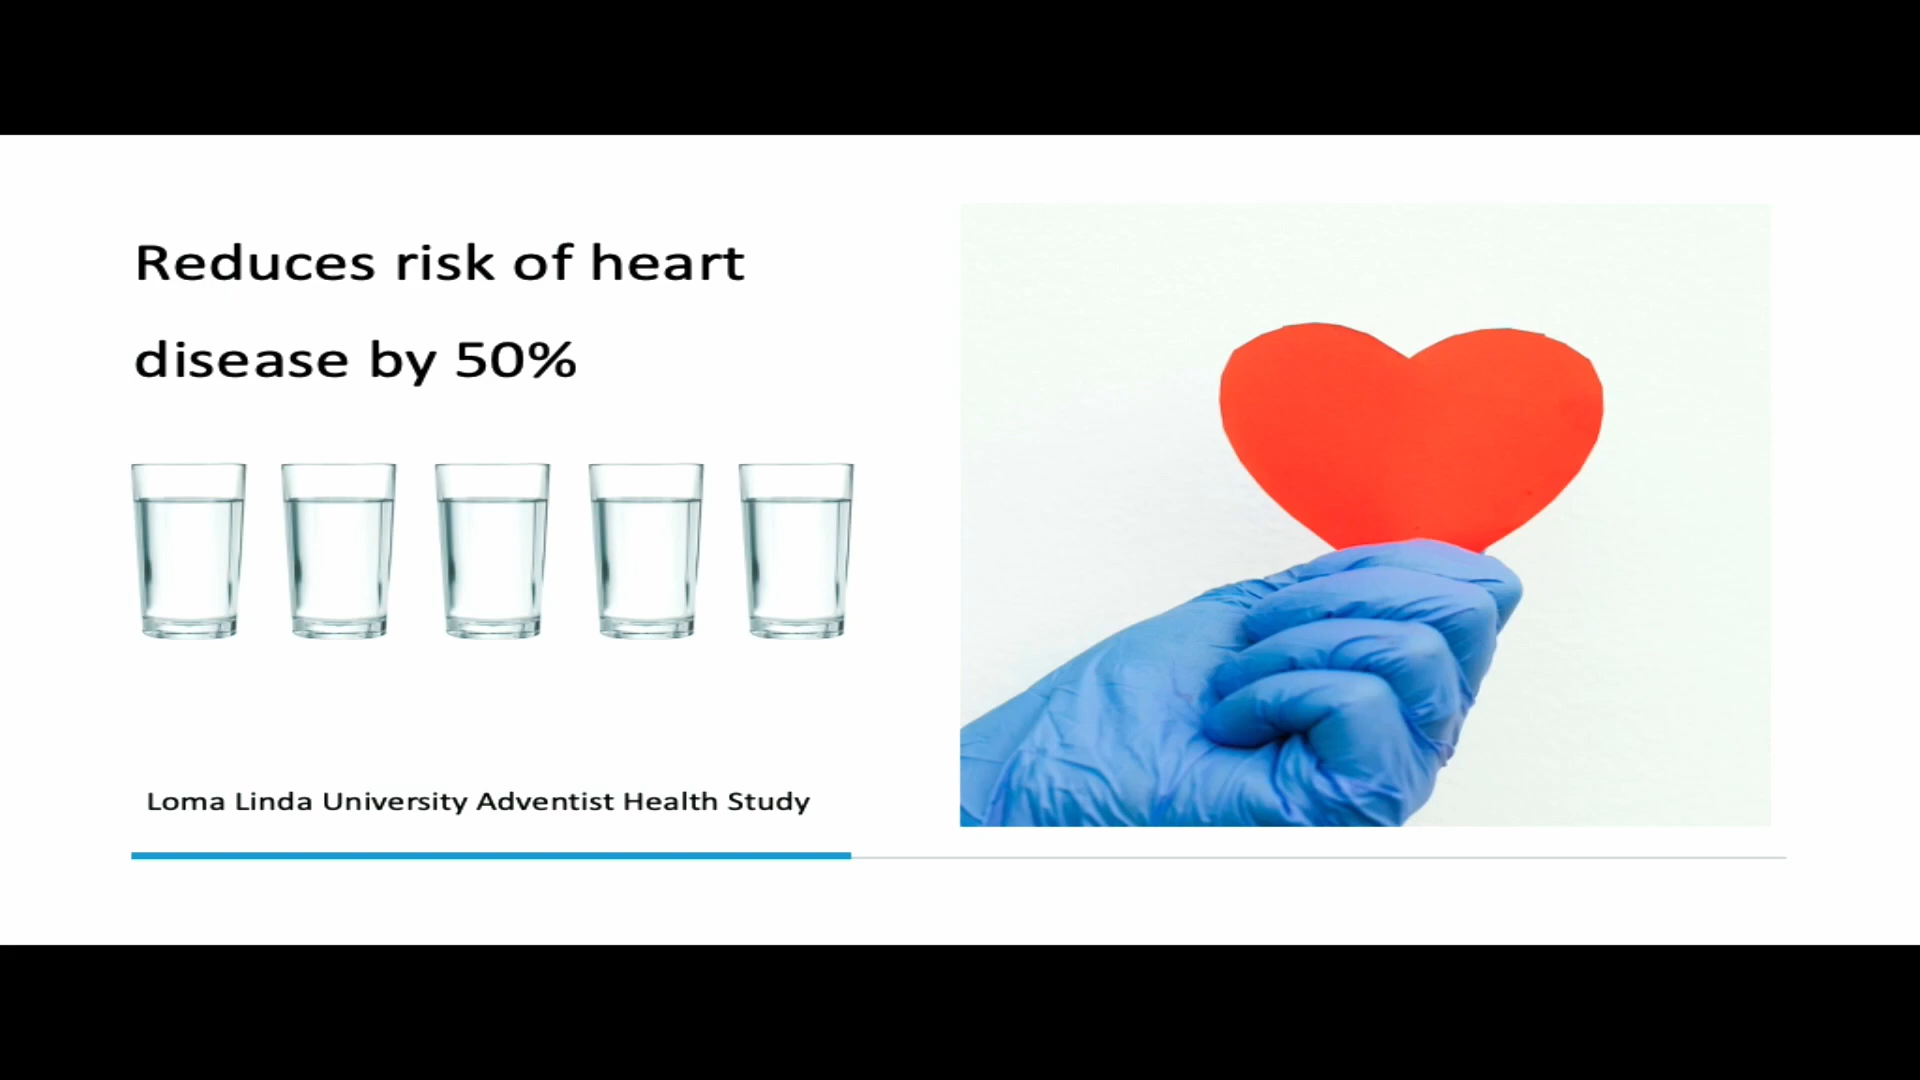 Reduces risk of heart
disease by 50%
Loma Linda University Adventist Health Study